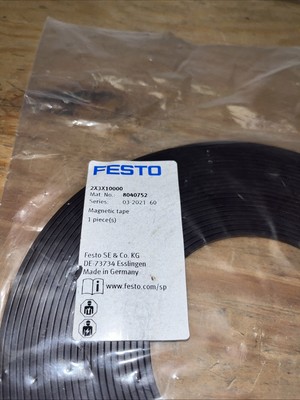 FESTO
2X3X10000
Mat. No. 8040752
Series: 03-2021 60
Magnetic tape
1 piece(s)
Festo SE & Co. KG
DE-73734 Esslingen
Made in Germany
www.festo.com/sp